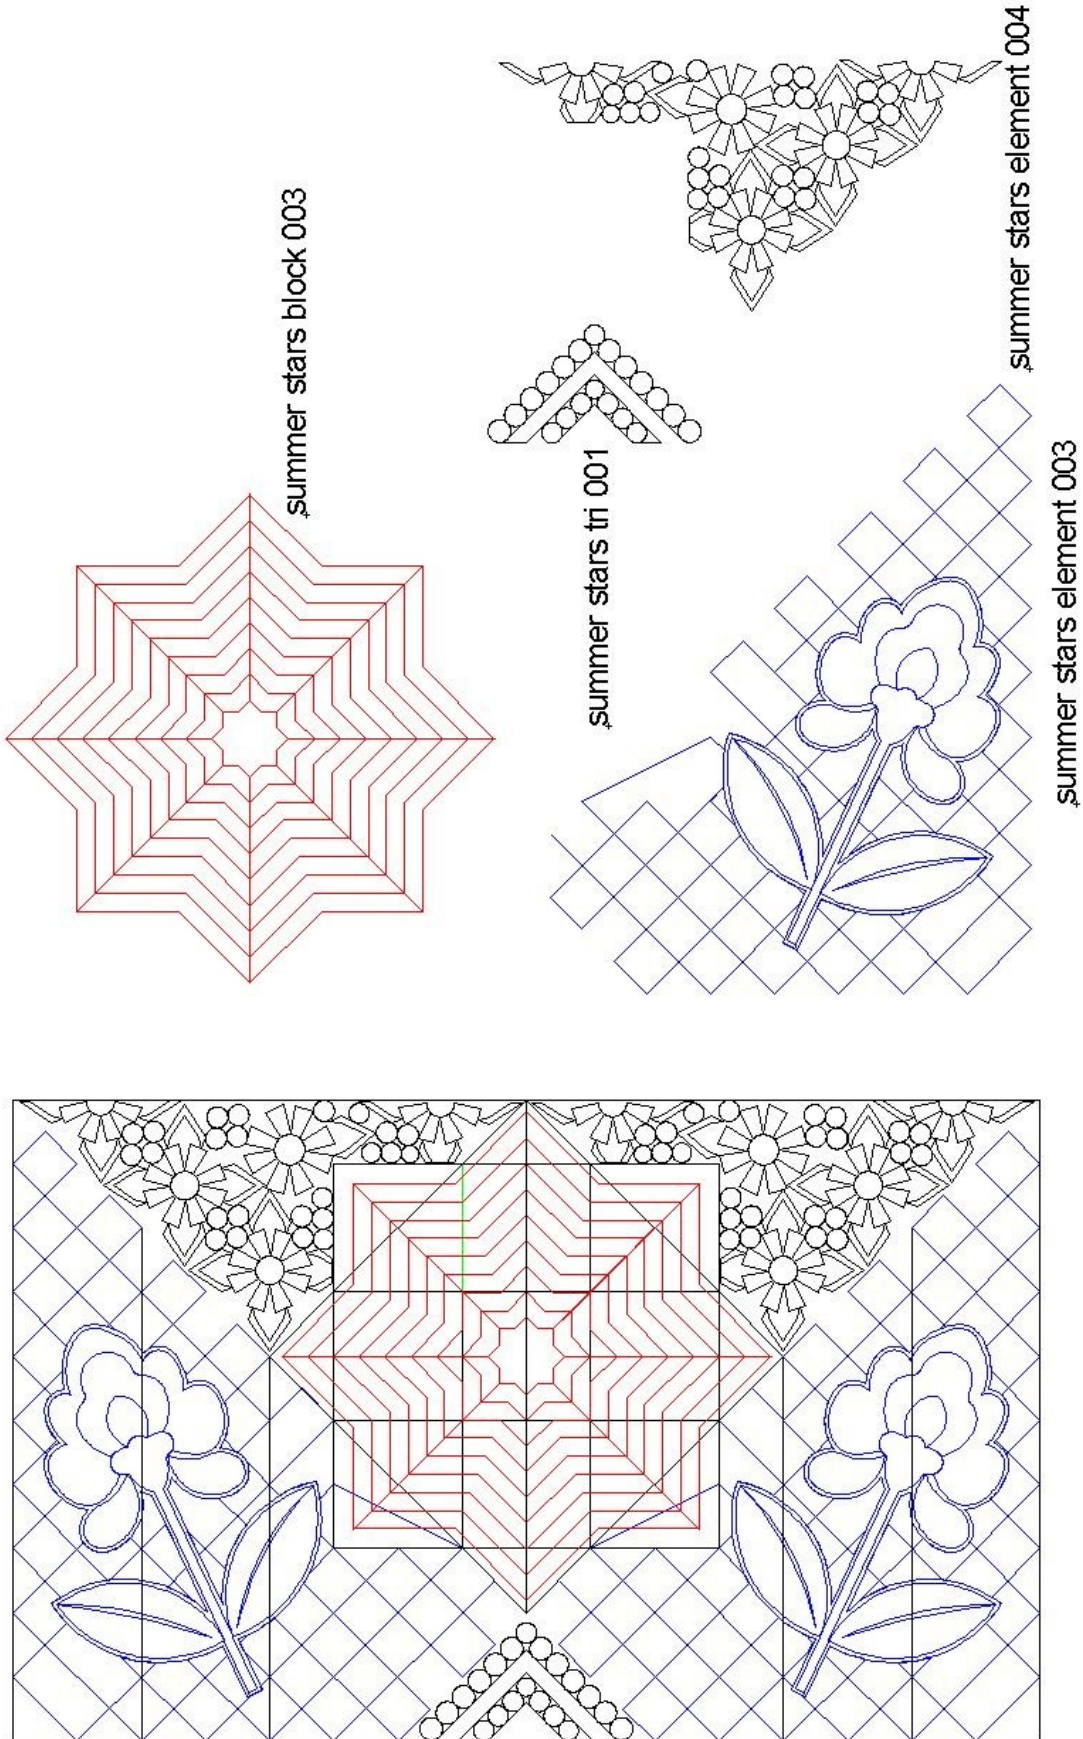 summer stars block 003
summer stars tri 001
summer stars element 004
summer stars element 003